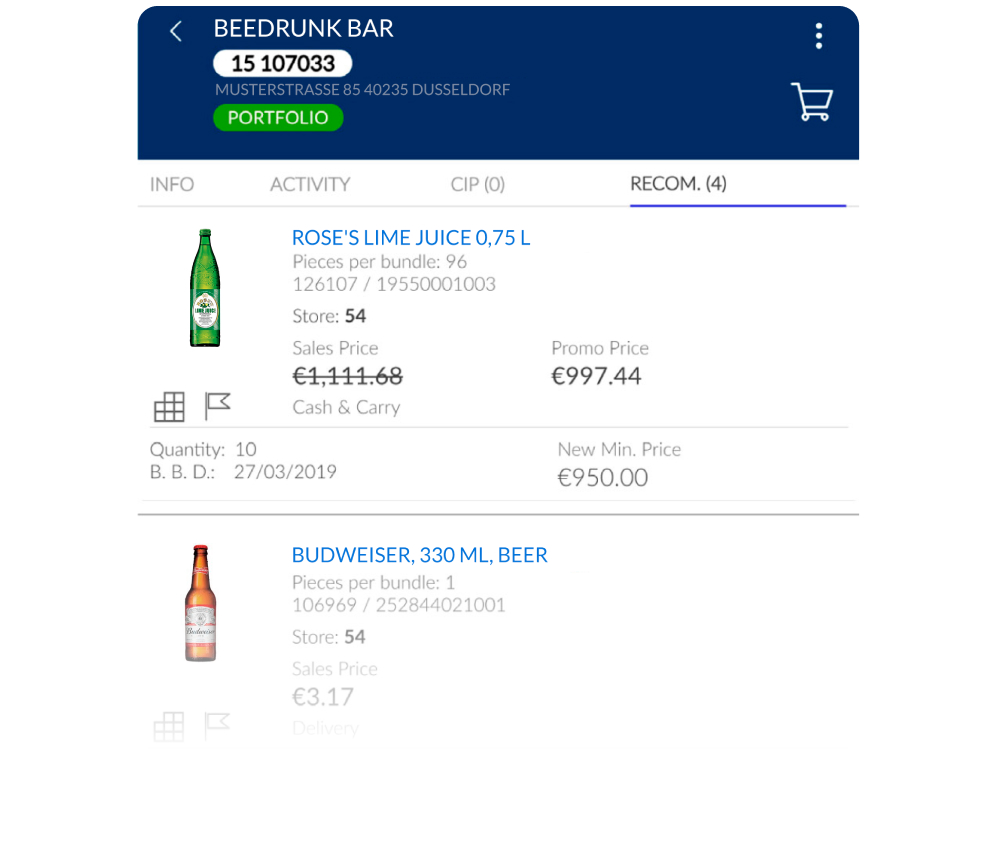 BEEDRUNK BAR
15 107033
MUSTERSTRASSE 85 40235 DUSSELDORF
PORTFOLIO
INFO ACTIVITY CIP (0) RECOM. (4)
ROSE'S LIME JUICE 0,75 L
Pieces per bundle: 96
126107 / 19550001003
Store: 54
Sales Price Promo Price
€1,111.68 €997.44
Cash & Carry
LIME JUICE
Quantity: 10 New Min. Price
B. B. D.: 27/03/2019 €950.00
BUDWEISER, 330 ML, BEER
Pieces per bundle: 1
106969 / 252844021001
Store: 54
Sales Price
€3.17
Delivery
Budweiser